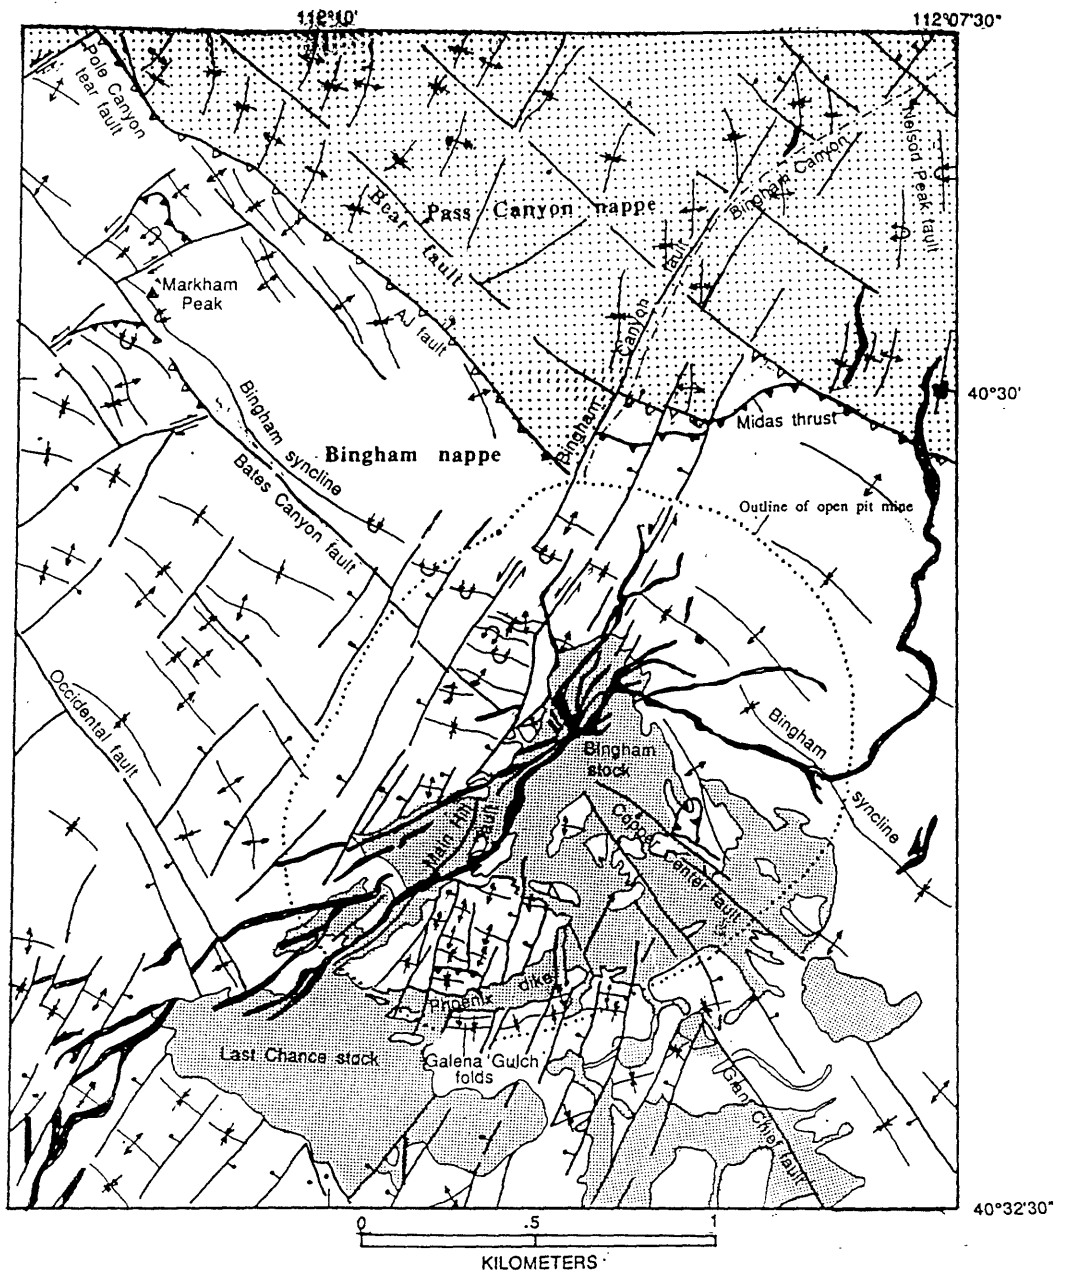 112°10'
112°07'30"
Pole Canyon
tear fault
Nielson Peak fault
Bingham Canyon
Bear
fault
Pass Canyon nappe
Bingham
Canyon
fault
Markham
Peak
AJ fault
40°30'
Midas thrust
Bingham
syncline
Bingham nappe
Bates Canyon fault
Outline of open pit mine
Occidental fault
Bingham
syncline
Bingham
stock
Main Hill
fault
Copper Center fault
Phoenix dike
Last Chance stock
Galena Gulch
folds
Giant Chief fault
40°32'30"
0 .5 1
KILOMETERS